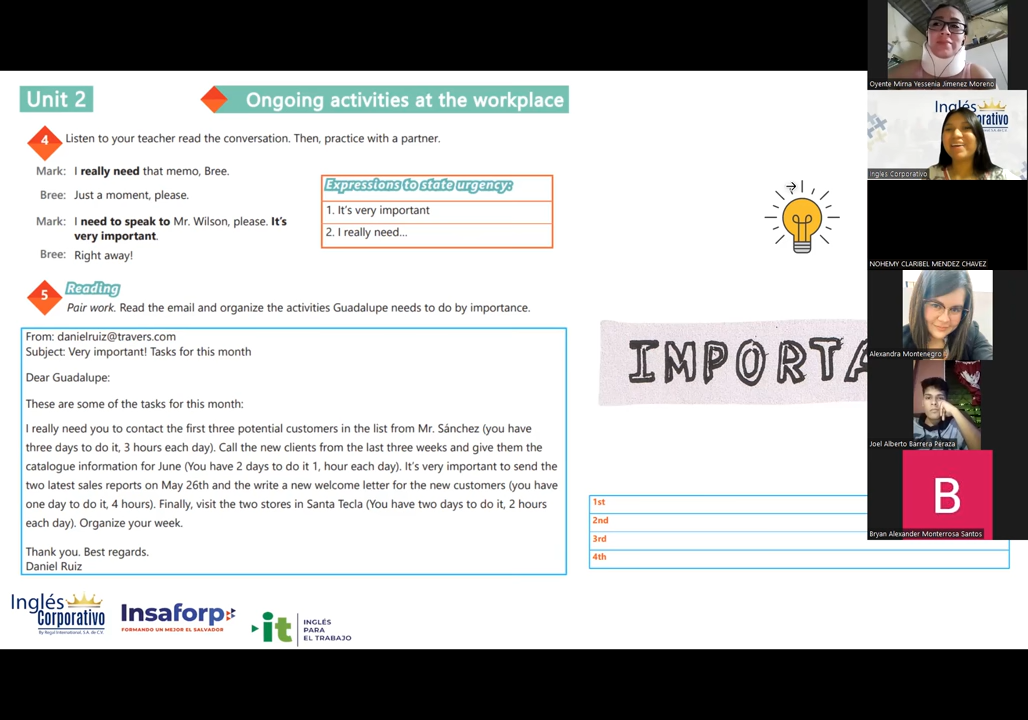 Unit 2
Ongoing activities at the workplace
4
Listen to your teacher read the conversation. Then, practice with a partner.
Mark: I really need that memo, Bree.
Bree: Just a moment, please.
Mark: I need to speak to Mr. Wilson, please. It's
very important.
Bree: Right away!
Expressions to state urgency:
1. It's very important
2. I really need...
5
Reading
Pair work. Read the email and organize the activities Guadalupe needs to do by importance.
From: danielruiz@travers.com
Subject: Very important! Tasks for this month
Dear Guadalupe:
These are some of the tasks for this month:
I really need you to contact the first three potential customers in the list from Mr. Sánchez (you have
three days to do it, 3 hours each day). Call the new clients from the last three weeks and give them the
catalogue information for June (You have 2 days to do it 1, hour each day). It's very important to send the
two latest sales reports on May 26th and the write a new welcome letter for the new customers (you have
one day to do it, 4 hours). Finally, visit the two stores in Santa Tecla (You have two days to do it, 2 hours
each day). Organize your week.
Thank you. Best regards.
Daniel Ruiz
IMPORTA
1st
2nd
3rd
4th
Inglés
Corporativo
By Regal International, S.A. de C.V.
Insaforp
FORMANDO UN MEJOR EL SALVADOR
it
INGLÉS
PARA
EL TRABAJO
Oyente Mirna Yessenia Jimenez Moreno
Inglés
orativo
Ingles Corporativo
NOHEMY CLARIBEL MENDEZ CHAVEZ
Alexandra Montenegro
Joel Alberto Barrera Peraza
B
Bryan Alexander Monterrosa Santos